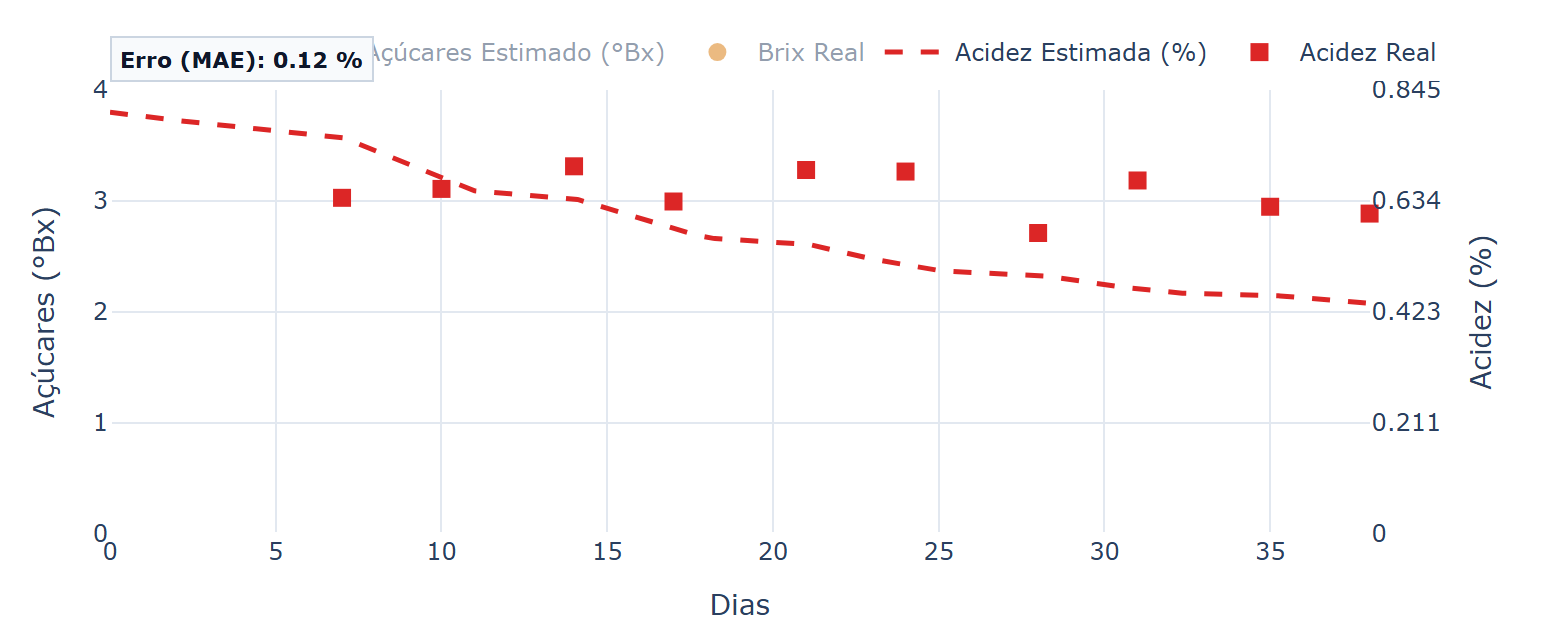 Erro (MAE): 0.12 %
Açúcares Estimado (°Bx) Brix Real Acidez Estimada (%) Acidez Real
4 0.845
3 0.634
2 0.423
1 0.211
0 0
0 5 10 15 20 25 30 35
Açúcares (°Bx)
Acidez (%)
Dias